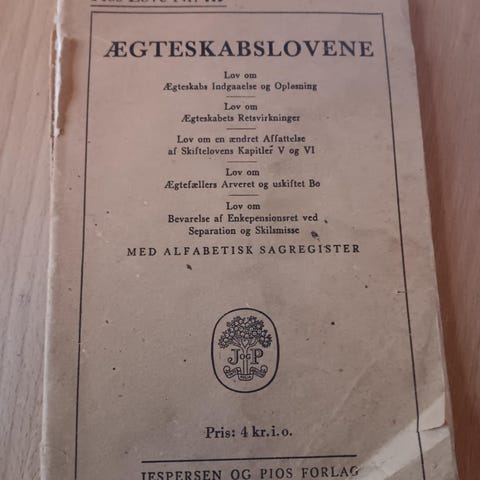 ÆGTESKABSLOVENE
Lov om
Ægteskabs Indgaaelse og Opløsning
Lov om
Ægteskabets Retsvirkninger
Lov om en ændret Affattelse
af Skiftelovens Kapitler V og VI
Lov om
Ægtefællers Arveret og uskiftet Bo
Lov om
Bevarelse af Enkepensionsret ved
Separation og Skilsmisse
MED ALFABETISK SAGREGISTER
J og P
Pris: 4 kr. i. o.
JESPERSEN OG PIOS FORLAG